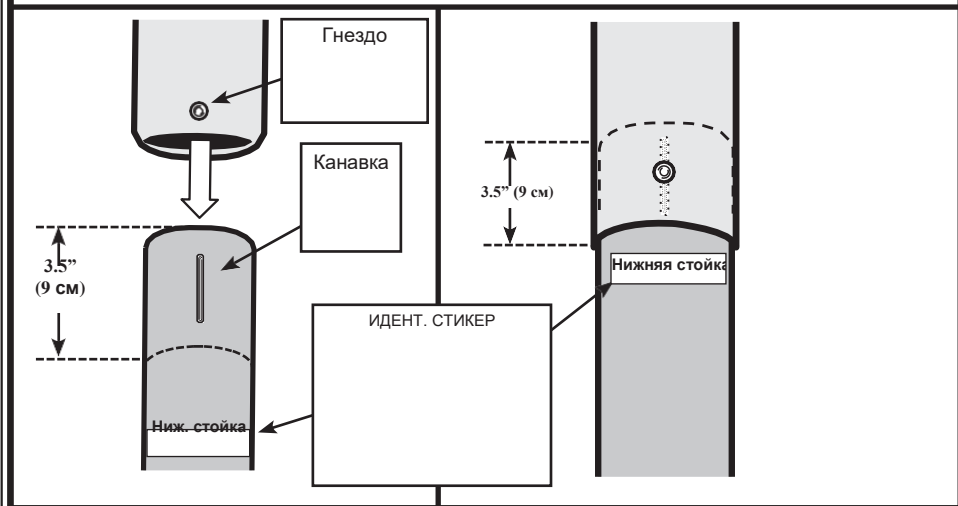 Гнездо
Канавка
3.5”
(9 см)
ИДЕНТ. СТИКЕР
Ниж. стойка
3.5” (9 см)
Нижняя стойка